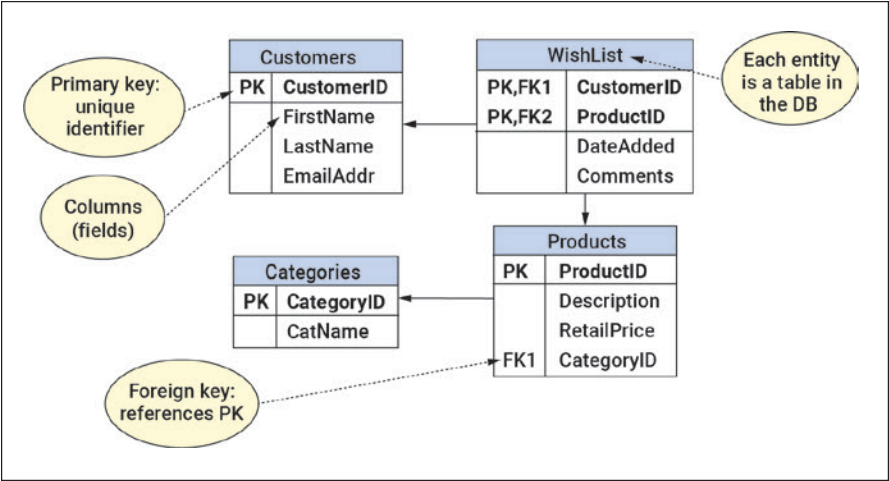 Customers
PK CustomerID
FirstName
LastName
EmailAddr
WishList
PK,FK1 CustomerID
PK,FK2 ProductID
DateAdded
Comments
Each entity
is a table in
the DB
Primary key:
unique
identifier
Columns
(fields)
Products
PK ProductID
Description
RetailPrice
FK1 CategoryID
Categories
PK CategoryID
CatName
Foreign key:
references PK